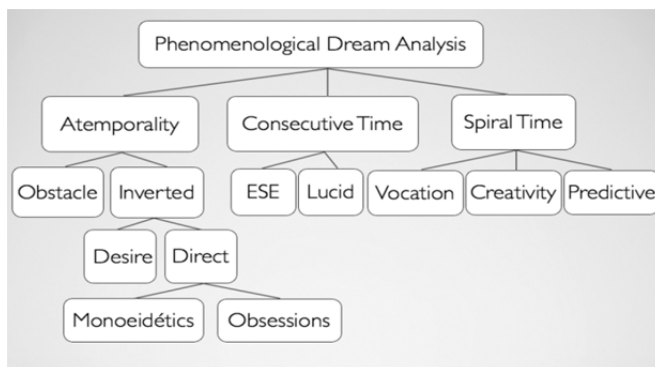 Phenomenological Dream Analysis
Atemporality
Consecutive Time
Spiral Time
Obstacle
Inverted
ESE
Lucid
Vocation
Creativity
Predictive
Desire
Direct
Monoeidétics
Obsessions